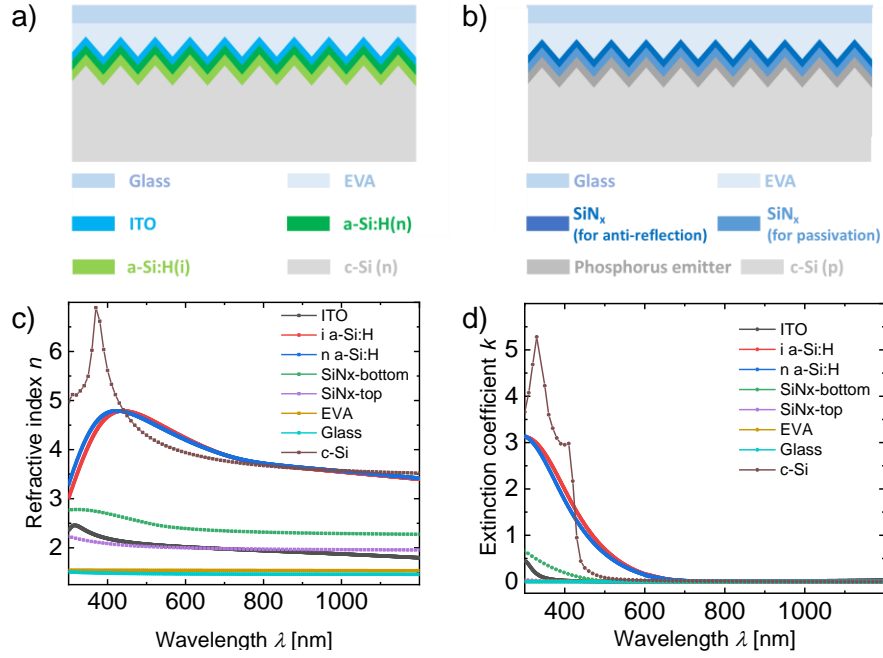 a)
b)
Glass
EVA
ITO
a-Si:H(n)
a-Si:H(i)
c-Si (n)
Glass
EVA
SiNx
(for anti-reflection)
SiNx
(for passivation)
Phosphorus emitter
c-Si (p)
c)
Refractive index n
6
5
4
3
2
400
600
800
1000
Wavelength λ [nm]
ITO
i a-Si:H
n a-Si:H
SiNx-bottom
SiNx-top
EVA
Glass
c-Si
d)
Extinction coefficient k
5
4
3
2
1
0
400
600
800
1000
Wavelength λ [nm]
ITO
i a-Si:H
n a-Si:H
SiNx-bottom
SiNx-top
EVA
Glass
c-Si